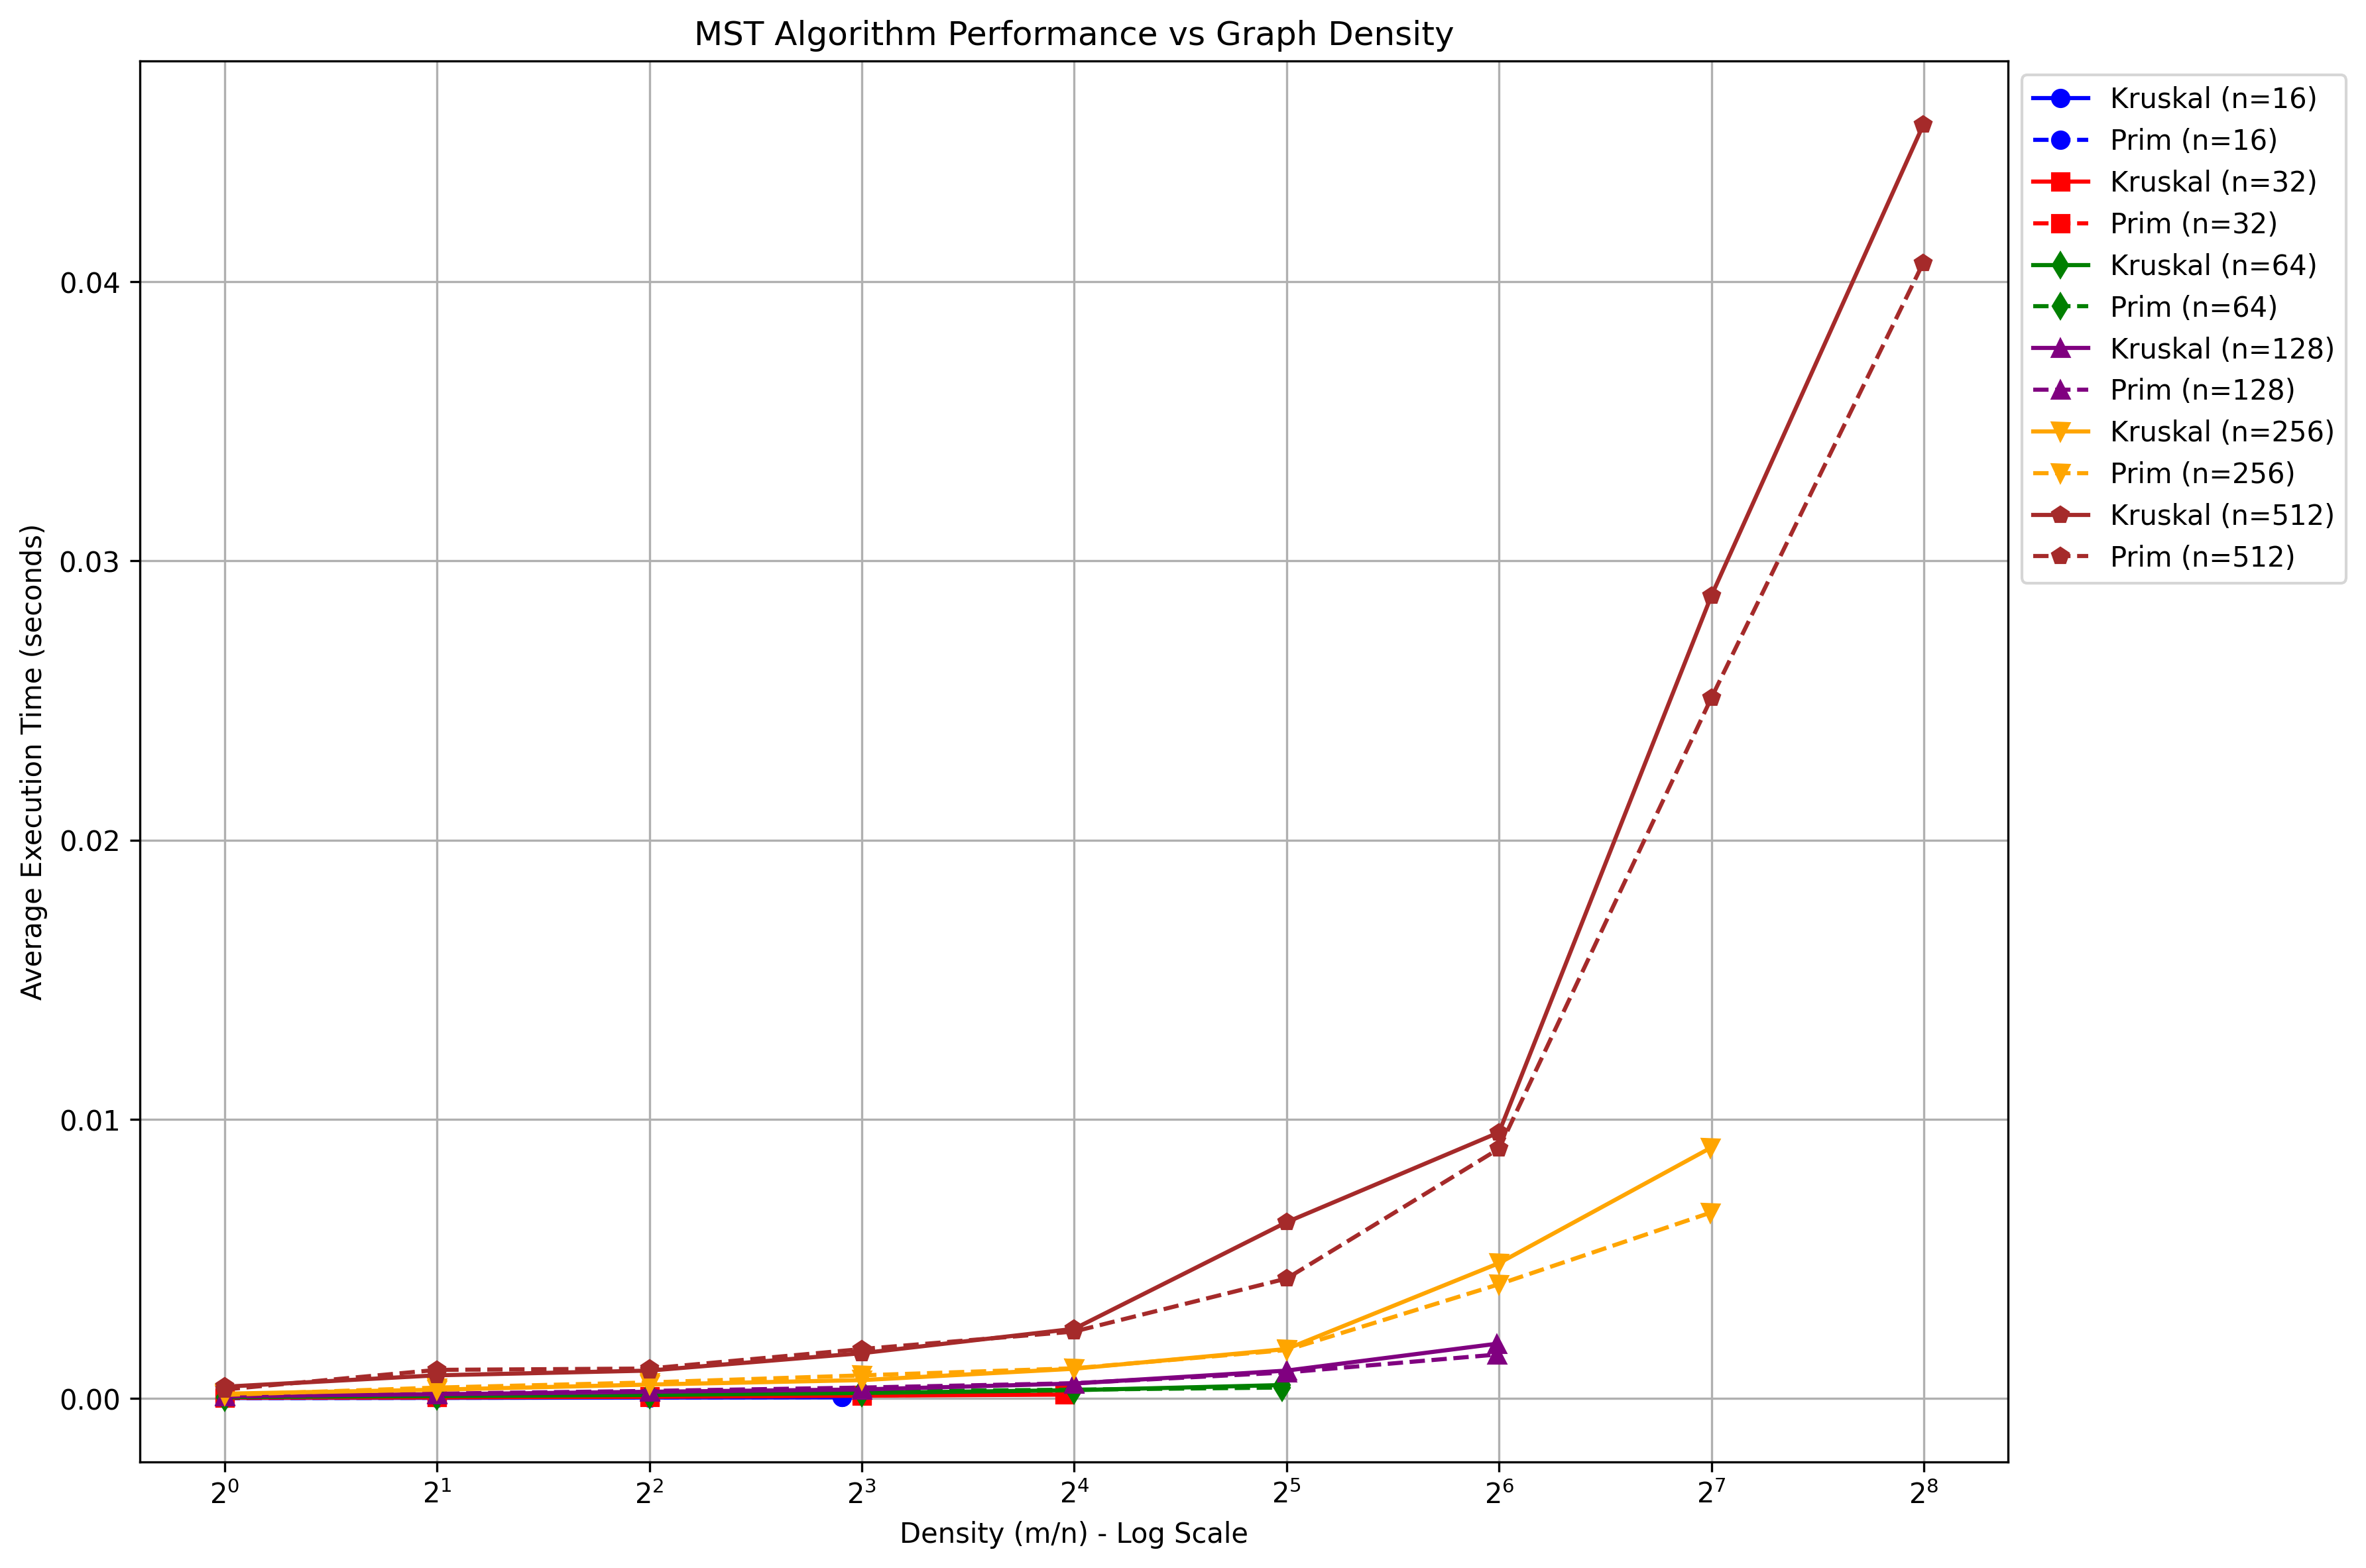 MST Algorithm Performance vs Graph Density
Average Execution Time (seconds)
0.04
0.03
0.02
0.01
0.00
2⁰ 2¹ 2² 2³ 2⁴ 2⁵ 2⁶ 2⁷ 2⁸
Density (m/n) - Log Scale
Kruskal (n=16)
Prim (n=16)
Kruskal (n=32)
Prim (n=32)
Kruskal (n=64)
Prim (n=64)
Kruskal (n=128)
Prim (n=128)
Kruskal (n=256)
Prim (n=256)
Kruskal (n=512)
Prim (n=512)